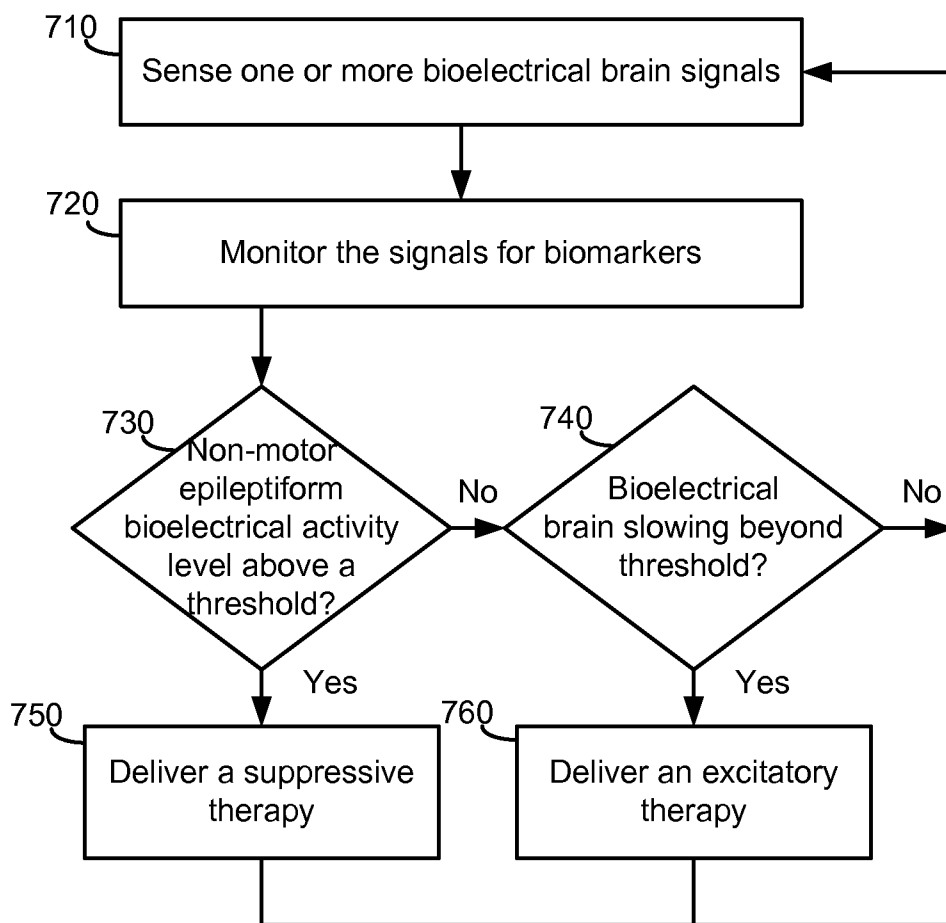 710
Sense one or more bioelectrical brain signals
720
Monitor the signals for biomarkers
730
Non-motor
epileptiform
bioelectrical activity
level above a
threshold?
No
740
Bioelectrical
brain slowing beyond
threshold?
No
Yes
Yes
750
Deliver a suppressive
therapy
760
Deliver an excitatory
therapy